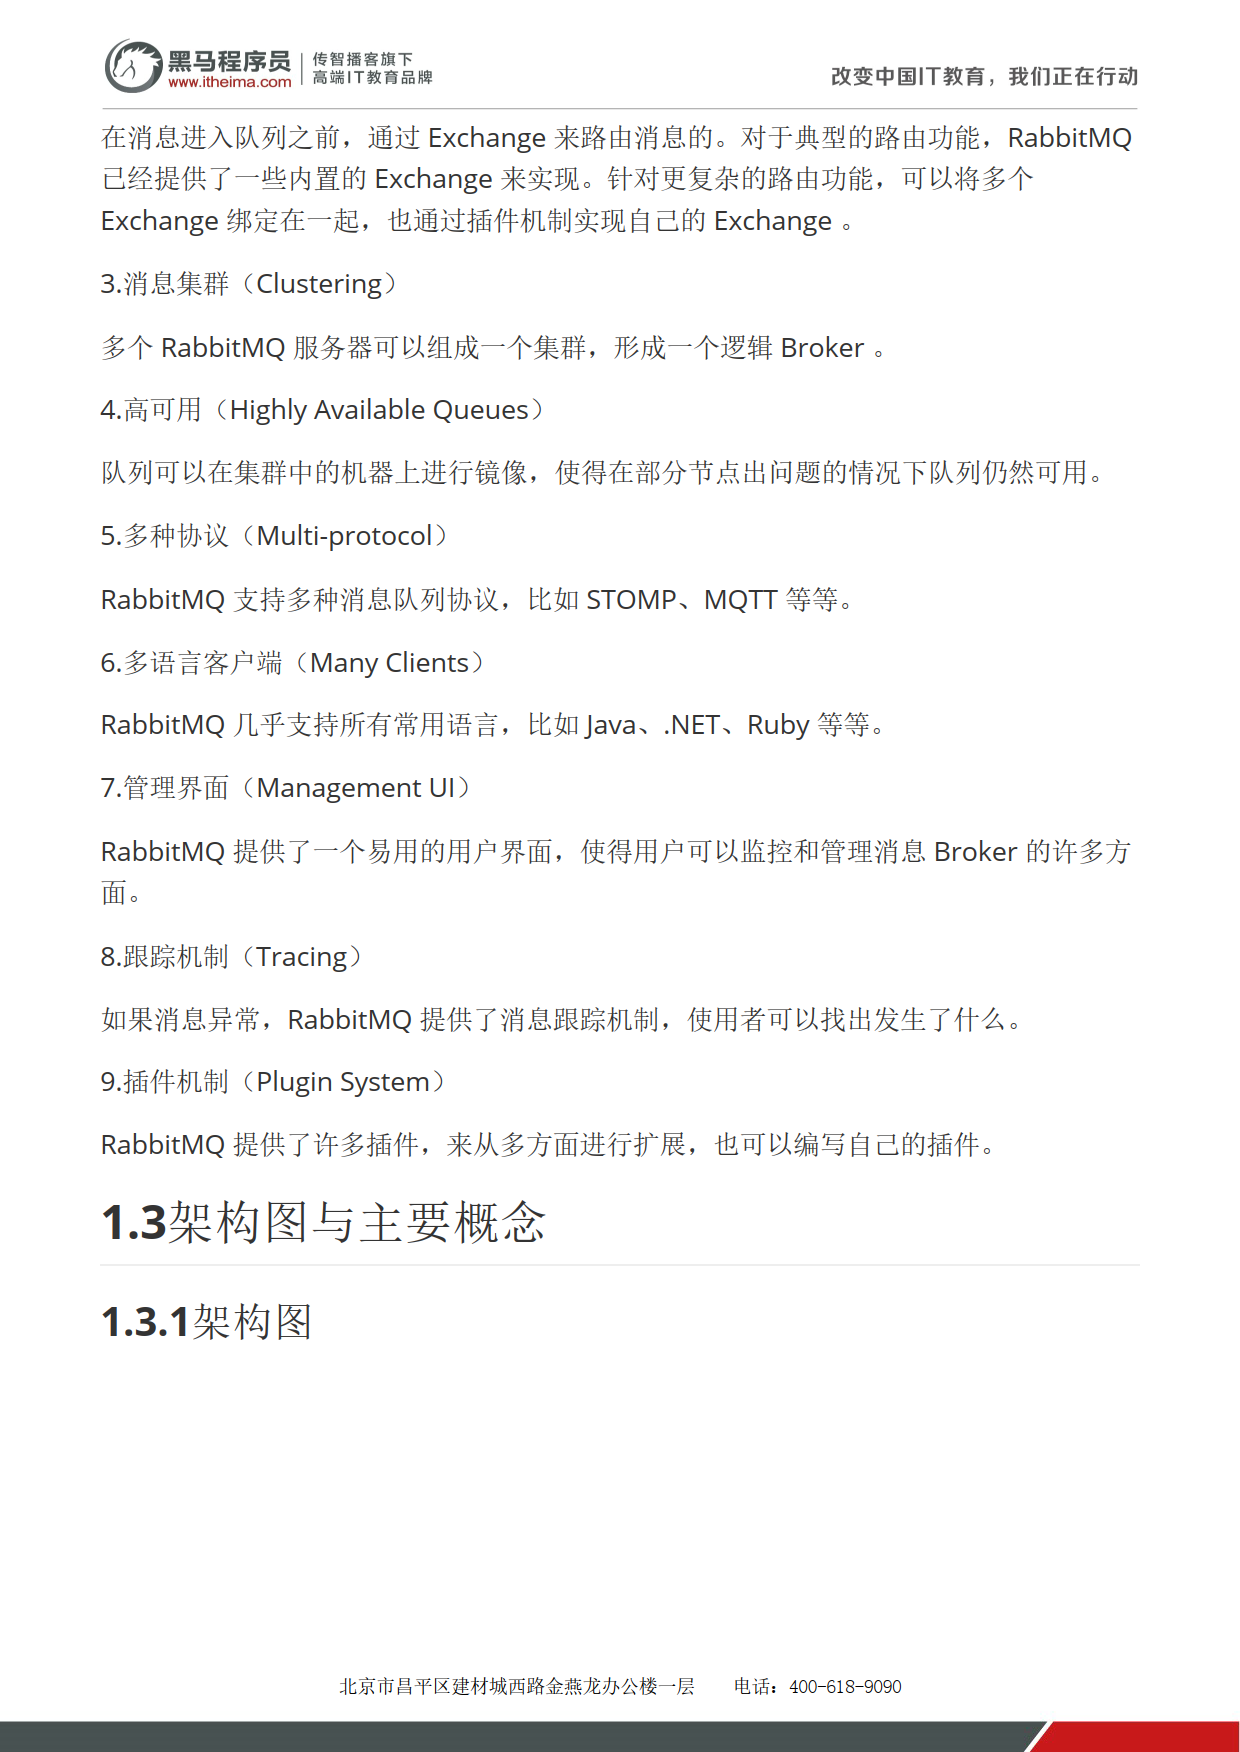 黑马程序员
www.itheima.com
传智播客旗下
高端IT教育品牌
改变中国IT教育，我们正在行动
在消息进入队列之前，通过 Exchange 来路由消息的。对于典型的路由功能，RabbitMQ
已经提供了一些内置的 Exchange 来实现。针对更复杂的路由功能，可以将多个
Exchange 绑定在一起，也通过插件机制实现自己的 Exchange 。
3.消息集群（Clustering）
多个 RabbitMQ 服务器可以组成一个集群，形成一个逻辑 Broker 。
4.高可用（Highly Available Queues）
队列可以在集群中的机器上进行镜像，使得在部分节点出问题的情况下队列仍然可用。
5.多种协议（Multi-protocol）
RabbitMQ 支持多种消息队列协议，比如 STOMP、MQTT 等等。
6.多语言客户端（Many Clients）
RabbitMQ 几乎支持所有常用语言，比如 Java、.NET、Ruby 等等。
7.管理界面（Management UI）
RabbitMQ 提供了一个易用的用户界面，使得用户可以监控和管理消息 Broker 的许多方
面。
8.跟踪机制（Tracing）
如果消息异常，RabbitMQ 提供了消息跟踪机制，使用者可以找出发生了什么。
9.插件机制（Plugin System）
RabbitMQ 提供了许多插件，来从多方面进行扩展，也可以编写自己的插件。
1.3架构图与主要概念
1.3.1架构图
北京市昌平区建材城西路金燕龙办公楼一层 电话：400-618-9090